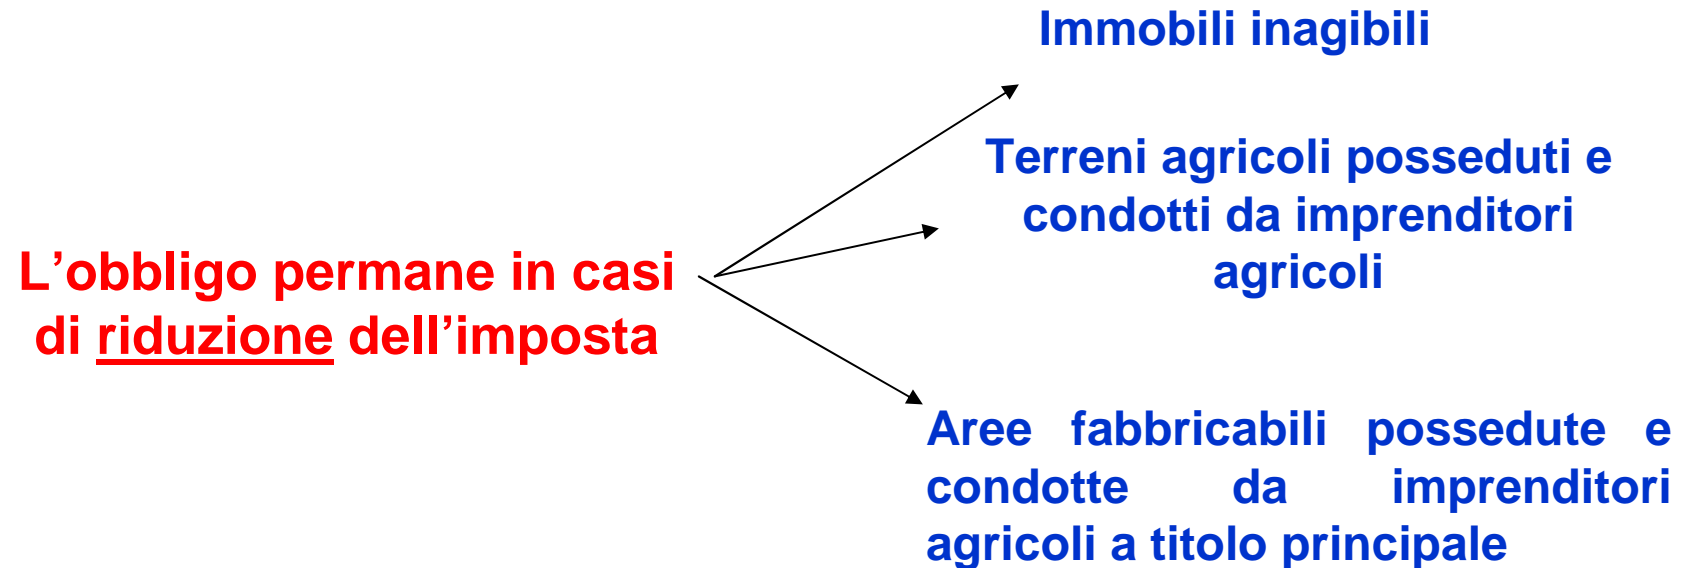 Immobili inagibili
Terreni agricoli posseduti e
condotti da imprenditori
agricoli
L’obbligo permane in casi
di riduzione dell’imposta
Aree fabbricabili possedute e
condotte da imprenditori
agricoli a titolo principale